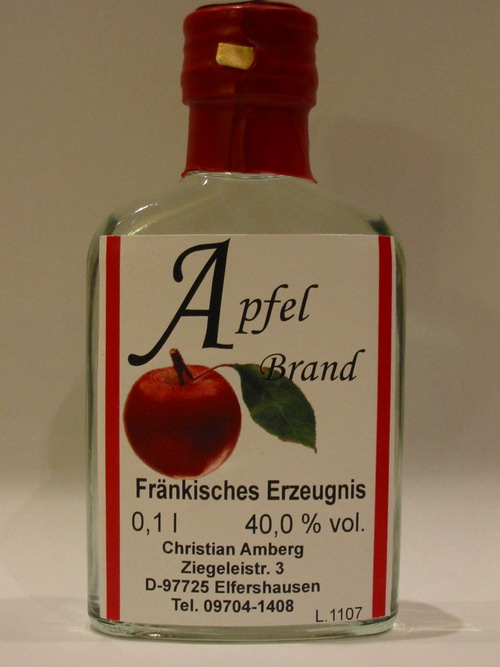 Apfel
Brand
Fränkisches Erzeugnis
0,1 l 40,0 % vol.
Christian Amberg
Ziegeleistr. 3
D-97725 Elfershausen
Tel. 09704-1408
L.1107